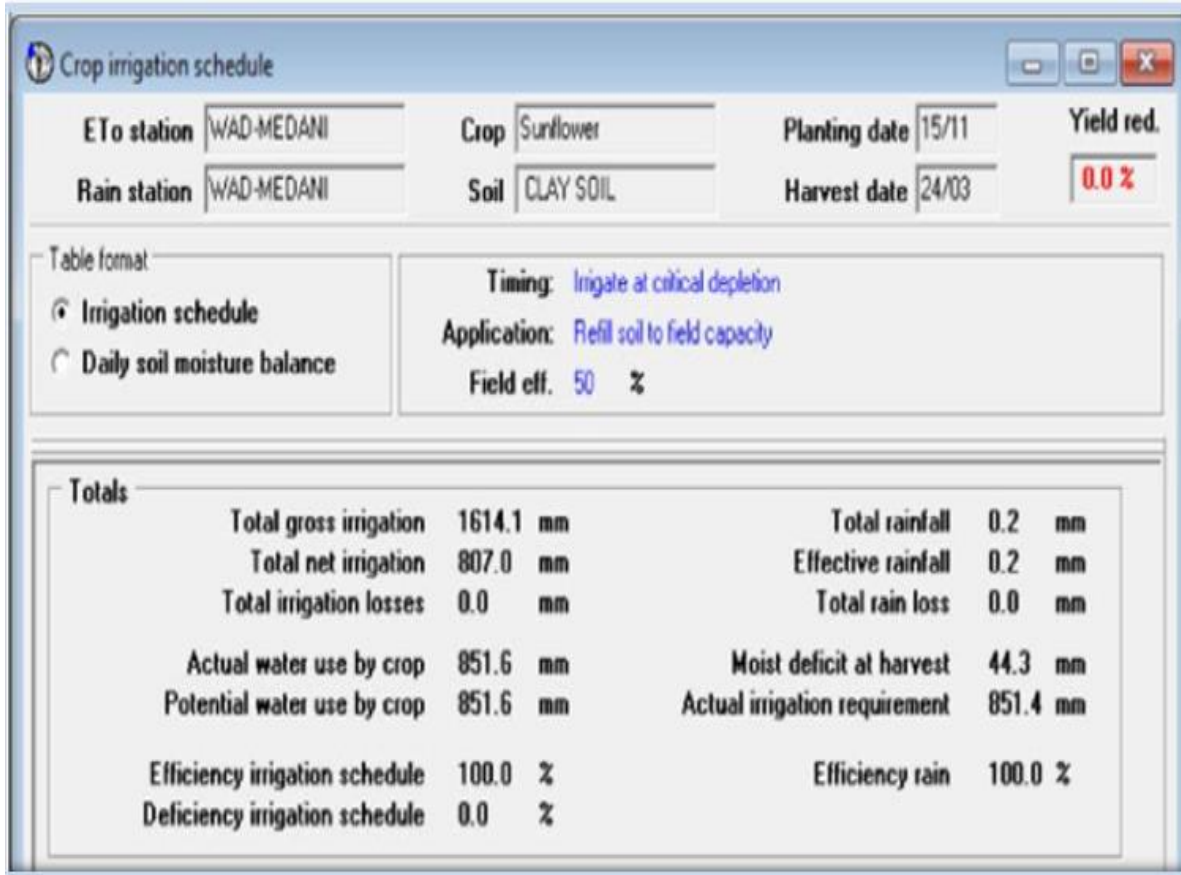 Crop irrigation schedule
ETo station WAD-MEDANI Crop Sunflower Planting date 15/11 Yield red.
Rain station WAD-MEDANI Soil CLAY SOIL Harvest date 24/03 0.0 %
Table format
Irrigation schedule
Daily soil moisture balance
Timing: Irrigate at critical depletion
Application: Refill soil to field capacity
Field eff. 50 %
Totals
Total gross irrigation 1614.1 mm Total rainfall 0.2 mm
Total net irrigation 807.0 mm Effective rainfall 0.2 mm
Total irrigation losses 0.0 mm Total rain loss 0.0 mm
Actual water use by crop 851.6 mm Moist deficit at harvest 44.3 mm
Potential water use by crop 851.6 mm Actual irrigation requirement 851.4 mm
Efficiency irrigation schedule 100.0 % Efficiency rain 100.0 %
Deficiency irrigation schedule 0.0 %